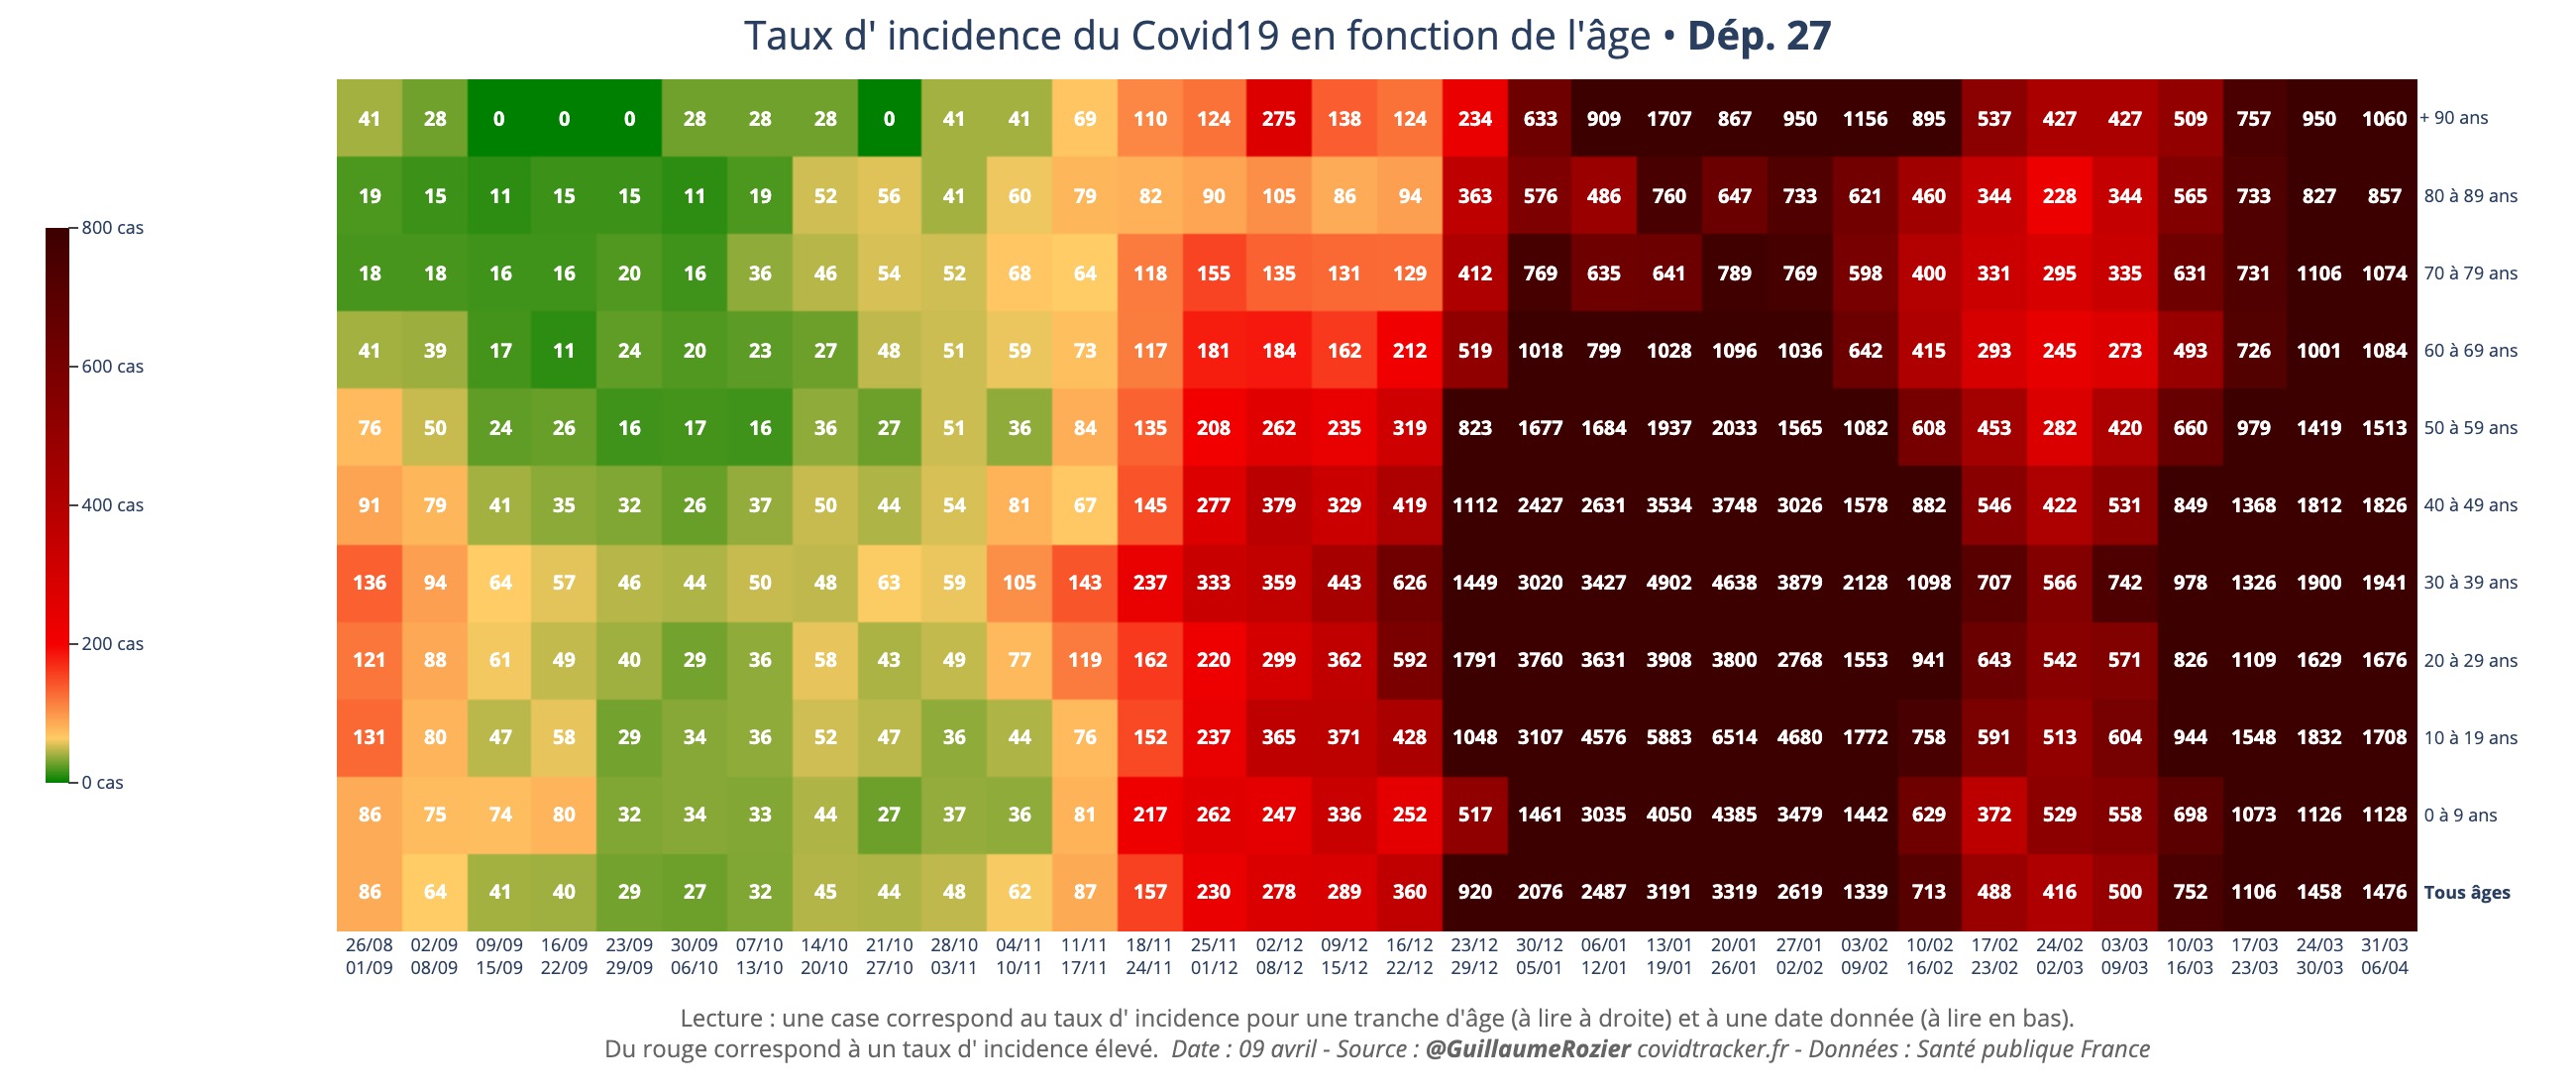 Taux d' incidence du Covid19 en fonction de l'âge • Dép. 27
800 cas
600 cas
400 cas
200 cas
0 cas
41 28 0 0 0 28 28 28 0 41 41 69 110 124 275 138 124 234 633 909 1707 867 950 1156 895 537 427 427 509 757 950 1060 + 90 ans
19 15 11 15 15 11 19 52 56 41 60 79 82 90 105 86 94 363 576 486 760 647 733 621 460 344 228 344 565 733 827 857 80 à 89 ans
18 18 16 16 20 16 36 46 54 52 68 64 118 155 135 131 129 412 769 635 641 789 769 598 400 331 295 335 631 731 1106 1074 70 à 79 ans
41 39 17 11 24 20 23 27 48 51 59 73 117 181 184 162 212 519 1018 799 1028 1096 1036 642 415 293 245 273 493 726 1001 1084 60 à 69 ans
76 50 24 26 16 17 16 36 27 51 36 84 135 208 262 235 319 823 1677 1684 1937 2033 1565 1082 608 453 282 420 660 979 1419 1513 50 à 59 ans
91 79 41 35 32 26 37 50 44 54 81 67 145 277 379 329 419 1112 2427 2631 3534 3748 3026 1578 882 546 422 531 849 1368 1812 1826 40 à 49 ans
136 94 64 57 46 44 50 48 63 59 105 143 237 333 359 443 626 1449 3020 3427 4902 4638 3879 2128 1098 707 566 742 978 1326 1900 1941 30 à 39 ans
121 88 61 49 40 29 36 58 43 49 77 119 162 220 299 362 592 1791 3760 3631 3908 3800 2768 1553 941 643 542 571 826 1109 1629 1676 20 à 29 ans
131 80 47 58 29 34 36 52 47 36 44 76 152 237 365 371 428 1048 3107 4576 5883 6514 4680 1772 758 591 513 604 944 1548 1832 1708 10 à 19 ans
86 75 74 80 32 34 33 44 27 37 36 81 217 262 247 336 252 517 1461 3035 4050 4385 3479 1442 629 372 529 558 698 1073 1126 1128 0 à 9 ans
86 64 41 40 29 27 32 45 44 48 62 87 157 230 278 289 360 920 2076 2487 3191 3319 2619 1339 713 488 416 500 752 1106 1458 1476 Tous âges
26/08 02/09 09/09 16/09 23/09 30/09 07/10 14/10 21/10 28/10 04/11 11/11 18/11 25/11 02/12 09/12 16/12 23/12 30/12 06/01 13/01 20/01 27/01 03/02 10/02 17/02 24/02 03/03 10/03 17/03 24/03 31/03
01/09 08/09 15/09 22/09 29/09 06/10 13/10 20/10 27/10 03/11 10/11 17/11 24/11 01/12 08/12 15/12 22/12 29/12 05/01 12/01 19/01 26/01 02/02 09/02 16/02 23/02 02/03 09/03 16/03 23/03 30/03 06/04
Lecture : une case correspond au taux d' incidence pour une tranche d'âge (à lire à droite) et à une date donnée (à lire en bas).
Du rouge correspond à un taux d' incidence élevé. Date : 09 avril - Source : @GuillaumeRozier covidtracker.fr - Données : Santé publique France